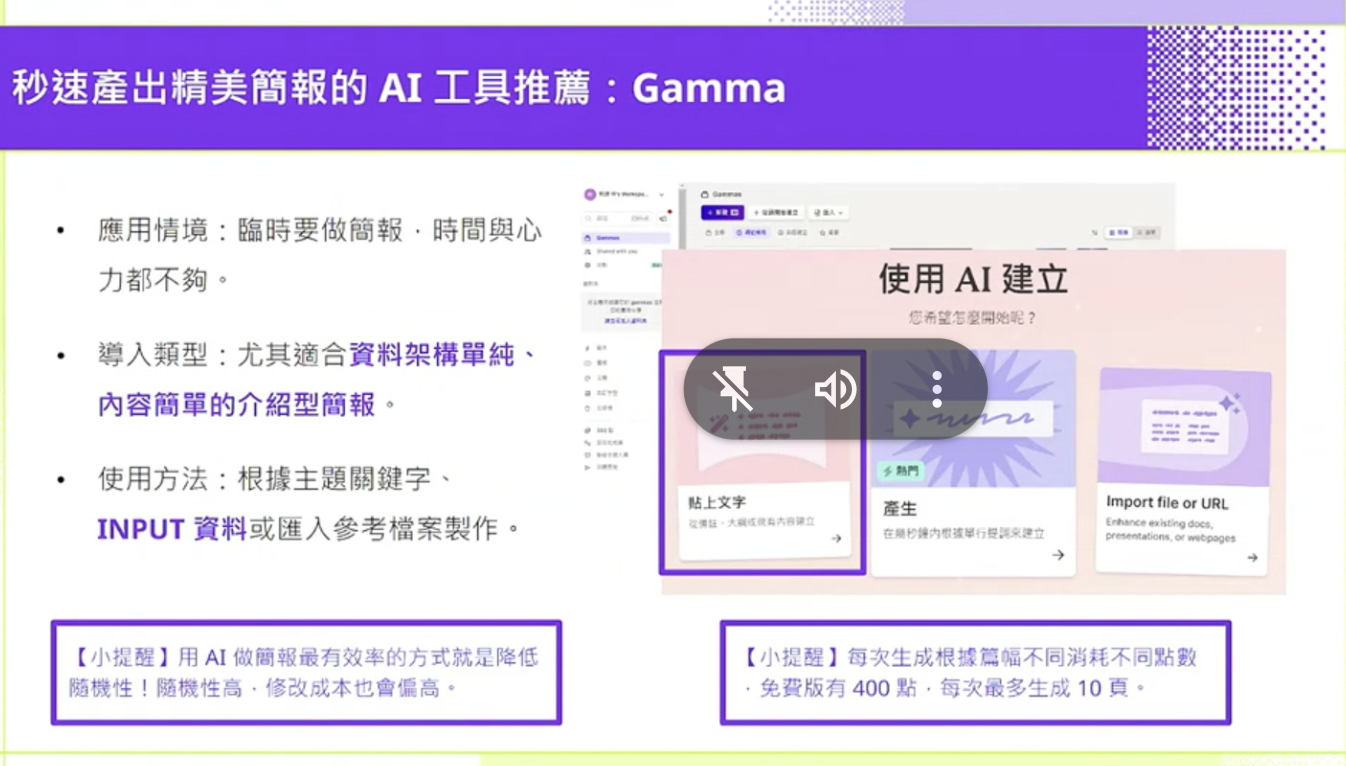 秒速產出精美簡報的 AI 工具推薦：Gamma
• 應用情境：臨時要做簡報，時間與心
力都不夠。
• 導入類型：尤其適合資料架構單純、
內容簡單的介紹型簡報。
• 使用方法：根據主題關鍵字、
INPUT 資料或匯入參考檔案製作。
Gammas
Gammas
Shared with you
使用 AI 建立
您希望怎麼開始呢？
貼上文字
從備註、大綱或現有內容建立
熱門
產生
在幾秒鐘內根據單行提詞來建立
Import file or URL
Enhance existing docs,
presentations, or webpages
【小提醒】用 AI 做簡報最有效率的方式就是降低
隨機性！隨機性高，修改成本也會偏高。
【小提醒】每次生成根據篇幅不同消耗不同點數
，免費版有 400 點，每次最多生成 10 頁。